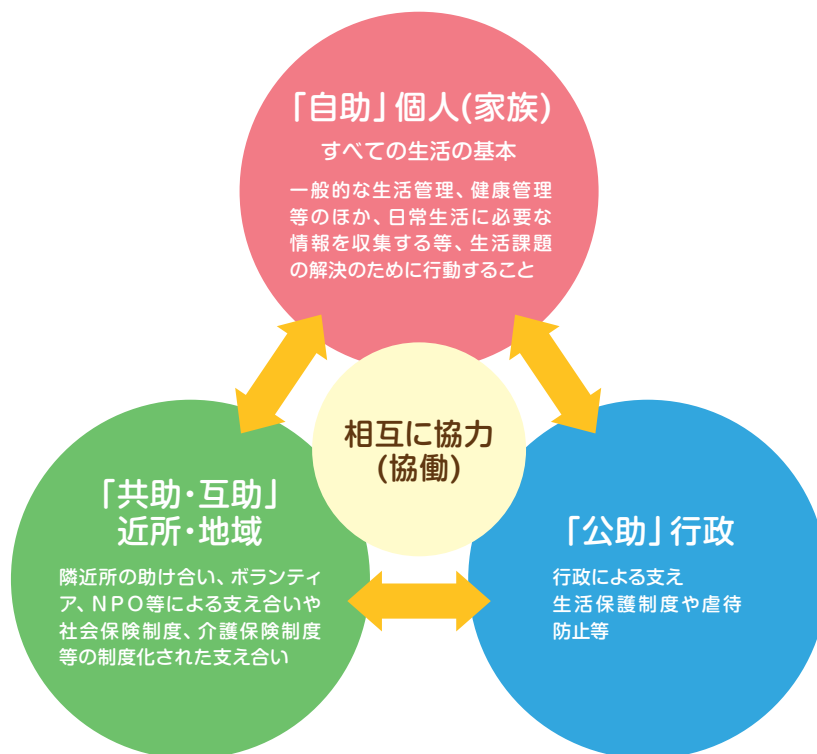 「自助」個人(家族)
すべての生活の基本
一般的な生活管理、健康管理
等のほか、日常生活に必要な
情報を収集する等、生活課題
の解決のために行動すること
相互に協力
(協働)
「共助・互助」
近所・地域
隣近所の助け合い、ボランティ
ア、NPO等による支え合いや
社会保険制度、介護保険制度
等の制度化された支え合い
「公助」行政
行政による支え
生活保護制度や虐待
防止等